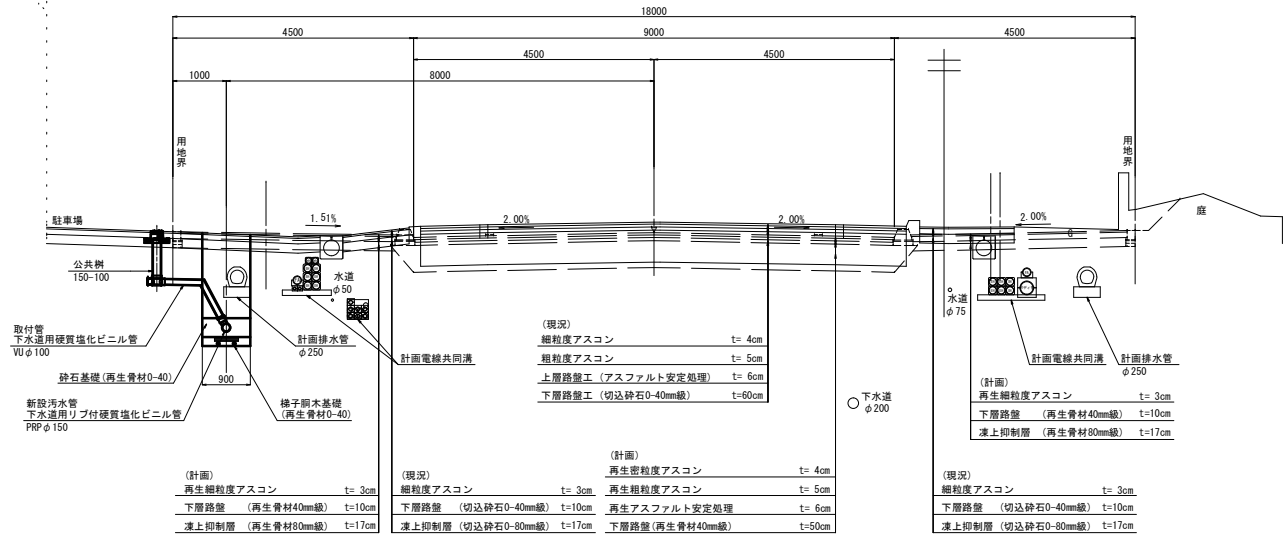 18000
4500
9000
4500
4500
4500
1000
8000
用地界
用地界
駐車場
1.51%
2.00%
2.00%
2.00%
庭
公共桝
150-100
水道
φ50
水道
φ75
取付管
下水道用硬質塩化ビニル管
VUφ100
計画排水管
φ250
計画電線共同溝
計画電線共同溝
計画排水管
φ250
砕石基礎(再生骨材0-40)
900
新設汚水管
下水道用リブ付硬質塩化ビニル管
PRPφ150
梯子胴木基礎
(再生骨材0-40)
下水道
φ200
(現況)
細粒度アスコン t= 4cm
粗粒度アスコン t= 5cm
上層路盤工 (アスファルト安定処理) t= 6cm
下層路盤工 (切込砕石0-40mm級) t=60cm
(計画)
再生細粒度アスコン t= 3cm
下層路盤 (再生骨材40mm級) t=10cm
凍上抑制層 (再生骨材80mm級) t=17cm
(計画)
再生細粒度アスコン t= 3cm
下層路盤 (再生骨材40mm級) t=10cm
凍上抑制層 (再生骨材80mm級) t=17cm
(現況)
細粒度アスコン t= 3cm
下層路盤 (切込砕石0-40mm級) t=10cm
凍上抑制層 (切込砕石0-80mm級) t=17cm
(計画)
再生密粒度アスコン t= 4cm
再生粗粒度アスコン t= 5cm
再生アスファルト安定処理 t= 6cm
下層路盤(再生骨材40mm級) t=50cm
(現況)
細粒度アスコン t= 3cm
下層路盤 (切込砕石0-40mm級) t=10cm
凍上抑制層 (切込砕石0-80mm級) t=17cm